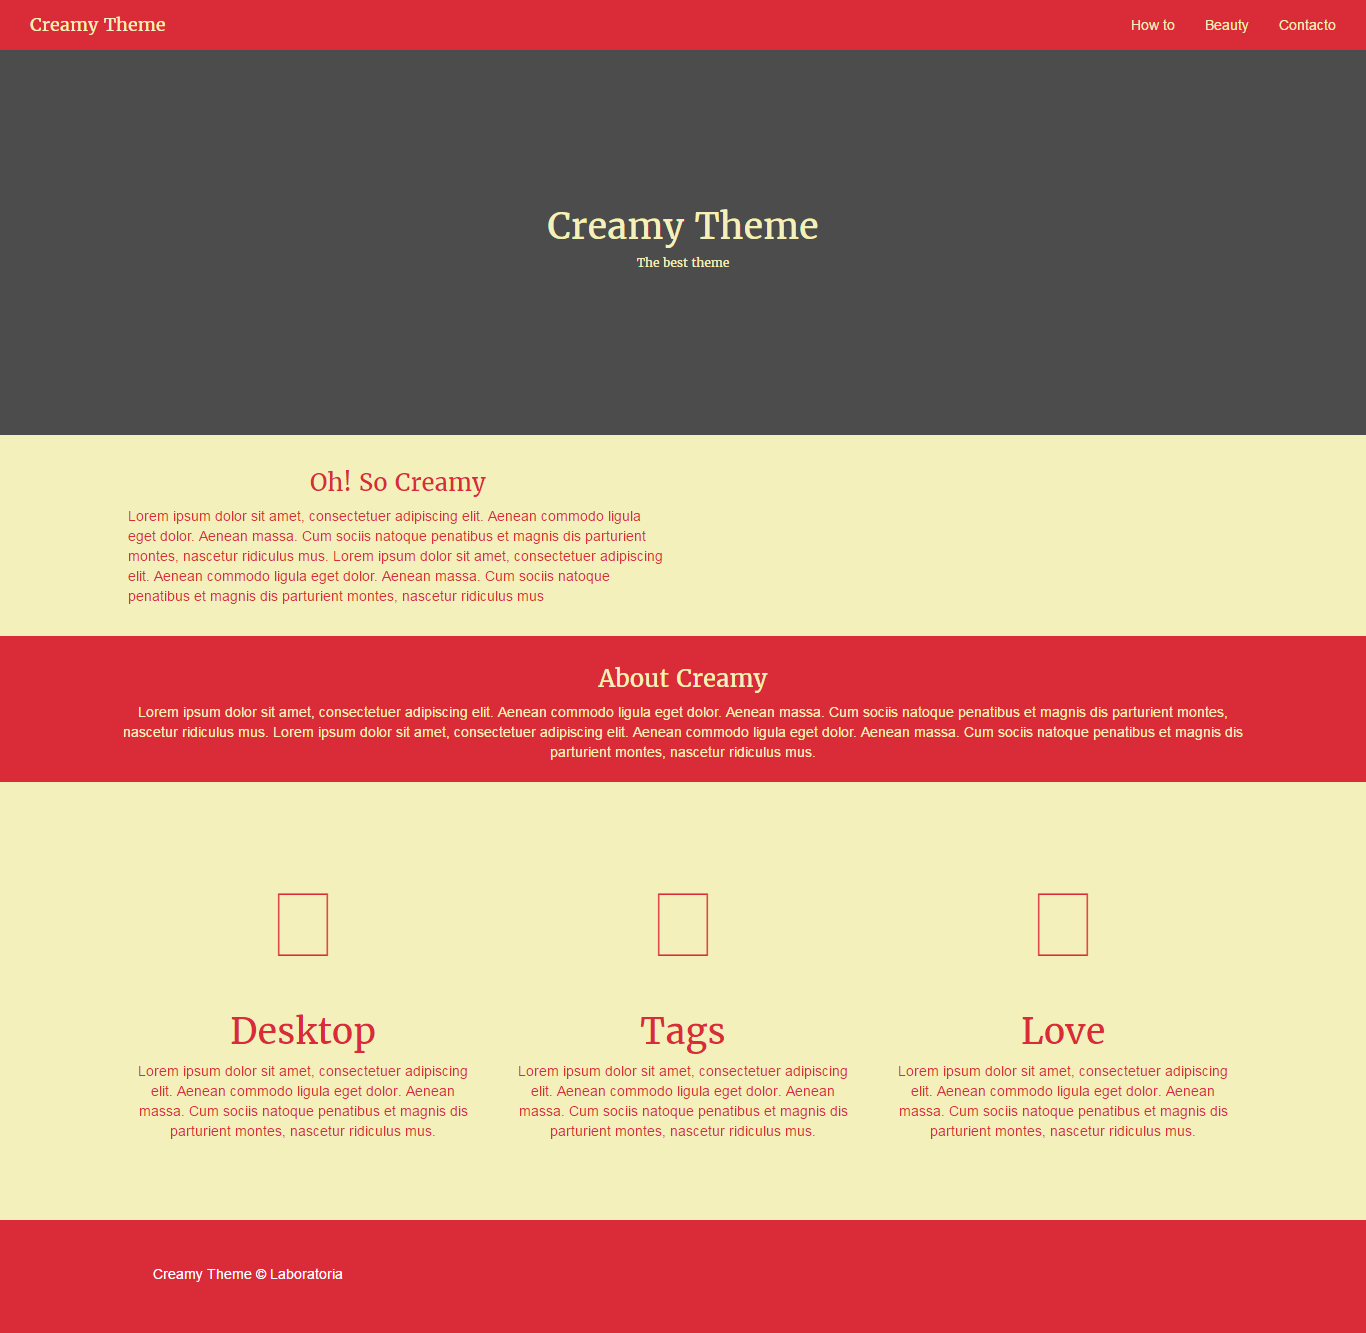 Creamy Theme
How to Beauty Contacto
Creamy Theme
The best theme
Oh! So Creamy
Lorem ipsum dolor sit amet, consectetuer adipiscing elit. Aenean commodo ligula
eget dolor. Aenean massa. Cum sociis natoque penatibus et magnis dis parturient
montes, nascetur ridiculus mus. Lorem ipsum dolor sit amet, consectetuer adipiscing
elit. Aenean commodo ligula eget dolor. Aenean massa. Cum sociis natoque
penatibus et magnis dis parturient montes, nascetur ridiculus mus
About Creamy
Lorem ipsum dolor sit amet, consectetuer adipiscing elit. Aenean commodo ligula eget dolor. Aenean massa. Cum sociis natoque penatibus et magnis dis parturient montes,
nascetur ridiculus mus. Lorem ipsum dolor sit amet, consectetuer adipiscing elit. Aenean commodo ligula eget dolor. Aenean massa. Cum sociis natoque penatibus et magnis dis
parturient montes, nascetur ridiculus mus.
Desktop
Lorem ipsum dolor sit amet, consectetuer adipiscing
elit. Aenean commodo ligula eget dolor. Aenean
massa. Cum sociis natoque penatibus et magnis dis
parturient montes, nascetur ridiculus mus.
Tags
Lorem ipsum dolor sit amet, consectetuer adipiscing
elit. Aenean commodo ligula eget dolor. Aenean
massa. Cum sociis natoque penatibus et magnis dis
parturient montes, nascetur ridiculus mus.
Love
Lorem ipsum dolor sit amet, consectetuer adipiscing
elit. Aenean commodo ligula eget dolor. Aenean
massa. Cum sociis natoque penatibus et magnis dis
parturient montes, nascetur ridiculus mus.
Creamy Theme © Laboratoria